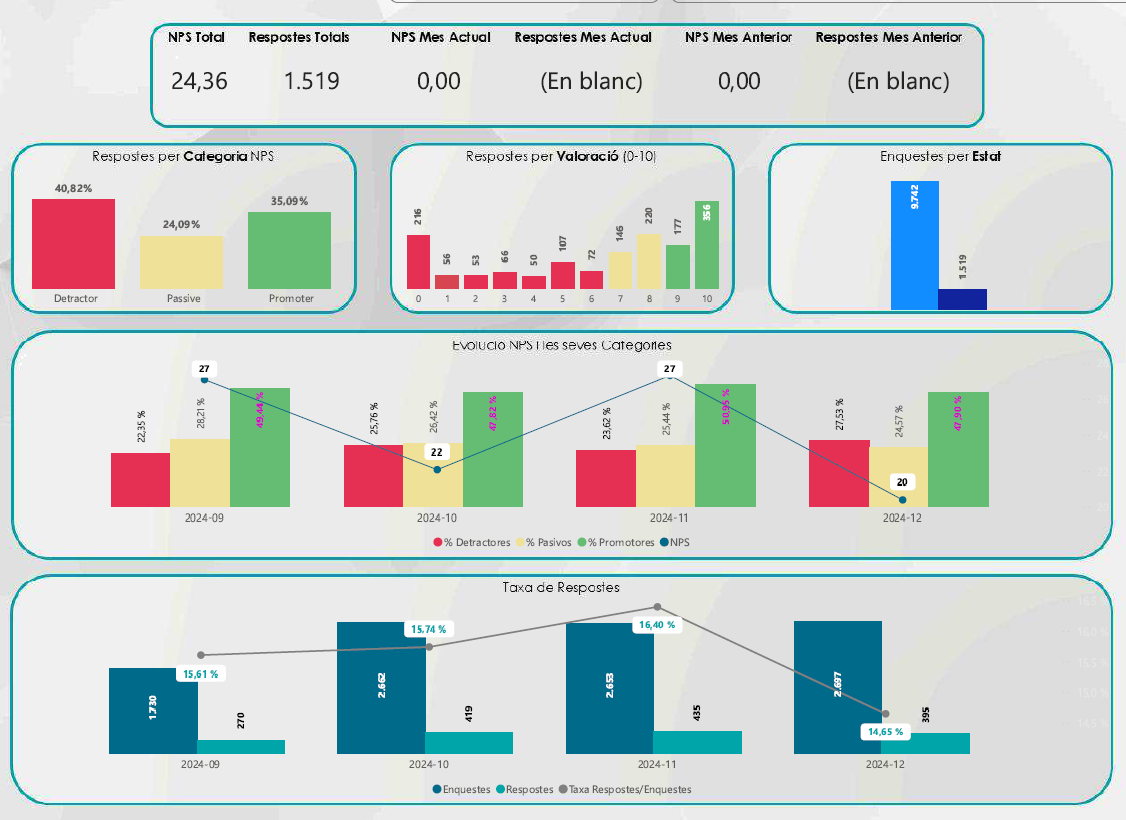 NPS Total Respostes Totals NPS Mes Actual Respostes Mes Actual NPS Mes Anterior Respostes Mes Anterior
24,36 1.519 0,00 (En blanc) 0,00 (En blanc)
Respostes per Categoria NPS
40,82%
24,09%
35,09%
Detractor Passive Promoter
Respostes per Valoració (0-10)
216 56 53 66 50 107 72 146 220 177 356
0 1 2 3 4 5 6 7 8 9 10
Enquestes per Estat
9.742 1.519
Evolució NPS i les seves Categories
27 22 27 20
22,35 % 28,21 % 49,44 %
25,76 % 26,42 % 47,82 %
23,62 % 25,44 % 50,95 %
27,53 % 24,57 % 47,90 %
2024-09 2024-10 2024-11 2024-12
% Detractores % Pasivos % Promotores NPS
Taxa de Respostes
15,61 % 15,74 % 16,40 % 14,65 %
1.730 270 2.662 419 2.653 435 2.697 395
2024-09 2024-10 2024-11 2024-12
Enquestes Respostes Taxa Respostes/Enquestes